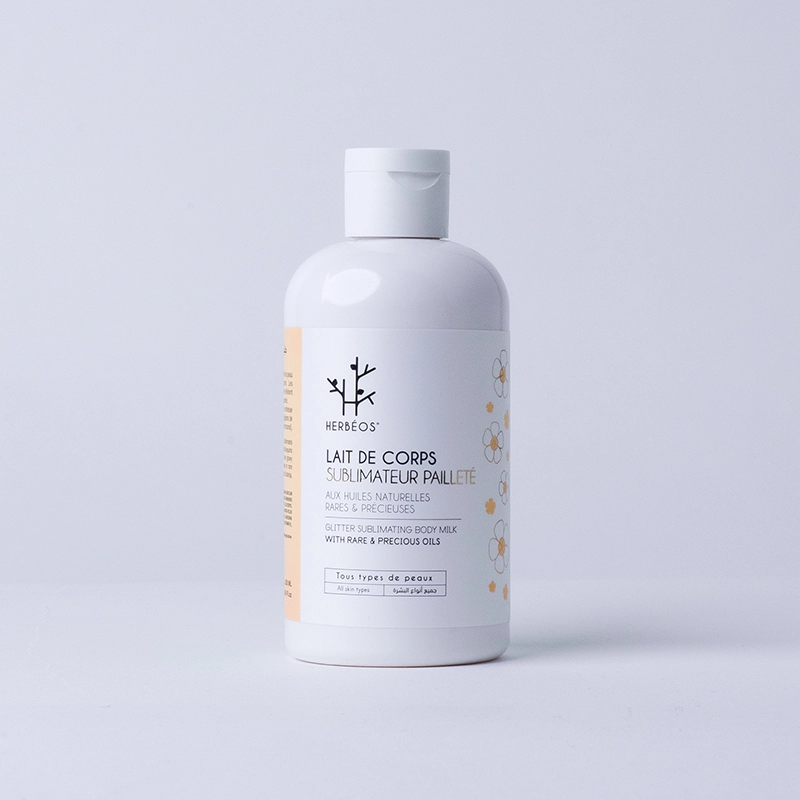 HERBÉOS™
LAIT DE CORPS
SUBLIMATEUR PAILLETÉ
AUX HUILES NATURELLES
RARES & PRÉCIEUSES
GLITTER SUBLIMATING BODY MILK
WITH RARE & PRECIOUS OILS
Tous types de peaux
All skin types
جميع أنواع البشرة